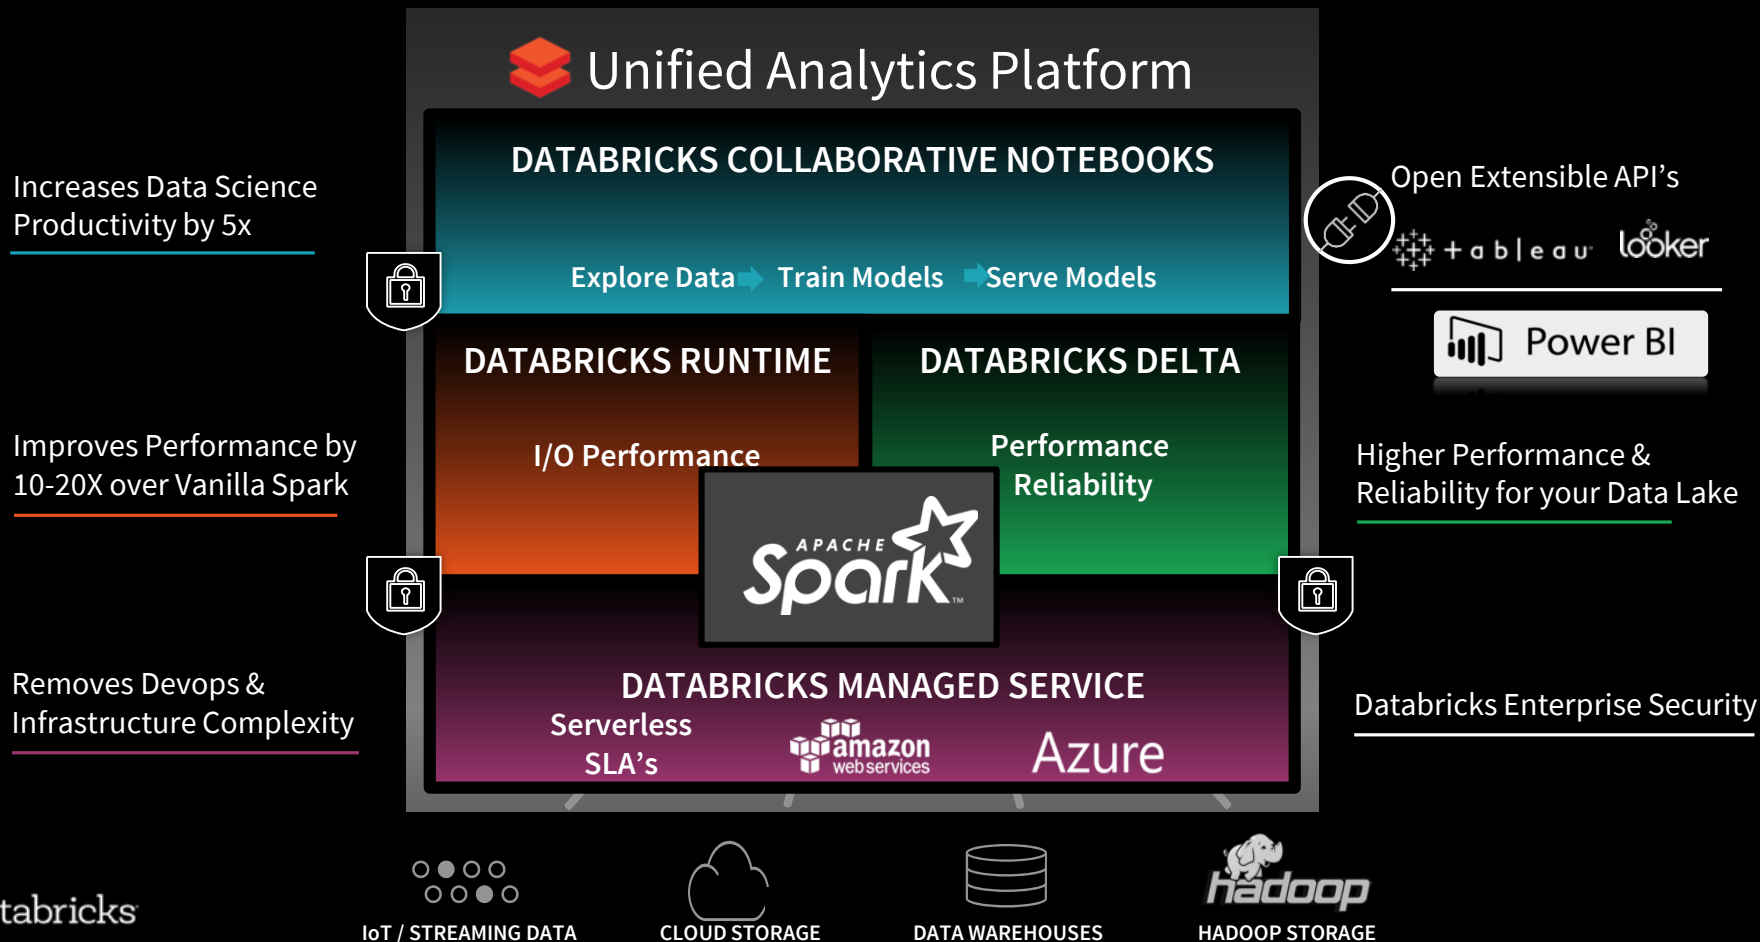 Unified Analytics Platform
DATABRICKS COLLABORATIVE NOTEBOOKS
Explore Data Train Models Serve Models
Increases Data Science
Productivity by 5x
Open Extensible API's
+ableau
looker
Power BI
DATABRICKS RUNTIME
I/O Performance
DATABRICKS DELTA
Performance
Reliability
Improves Performance by
10-20X over Vanilla Spark
Higher Performance &
Reliability for your Data Lake
APACHE
Spark™
DATABRICKS MANAGED SERVICE
Serverless
SLA's
amazon
webservices
Azure
Removes Devops &
Infrastructure Complexity
Databricks Enterprise Security
tabricks
IoT / STREAMING DATA
CLOUD STORAGE
DATA WAREHOUSES
hadoop
HADOOP STORAGE